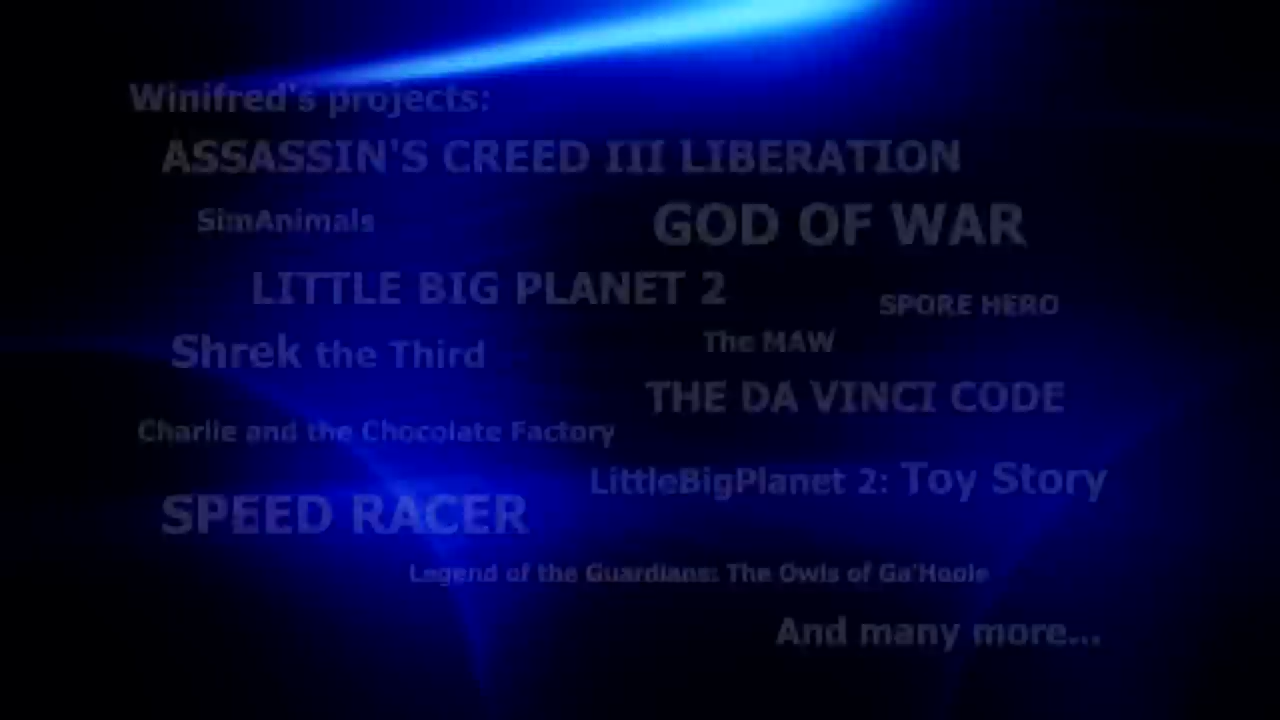 Winifred's projects:
ASSASSIN'S CREED III LIBERATION
SimAnimals
GOD OF WAR
LITTLE BIG PLANET 2
SPORE HERO
Shrek the Third
The MAW
THE DA VINCI CODE
Charlie and the Chocolate Factory
LittleBigPlanet 2: Toy Story
SPEED RACER
Legend of the Guardians: The Owls of Ga'Hoole
And many more...